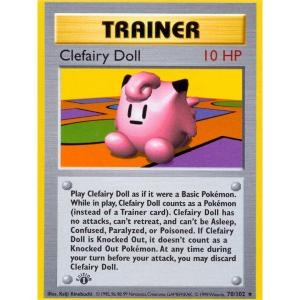 TRAINER
Clefairy Doll 10 HP
Play Clefairy Doll as if it were a Basic Pokémon.
While in play, Clefairy Doll counts as a Pokémon
(instead of a Trainer card). Clefairy Doll has
no attacks, can't retreat, and can't be Asleep,
Confused, Paralyzed, or Poisoned. If Clefairy
Doll is Knocked Out, it doesn't count as a
Knocked Out Pokémon. At any time during
your turn before your attack, you may discard
Clefairy Doll.
Illus. Keiji Kinebuchi
70/102